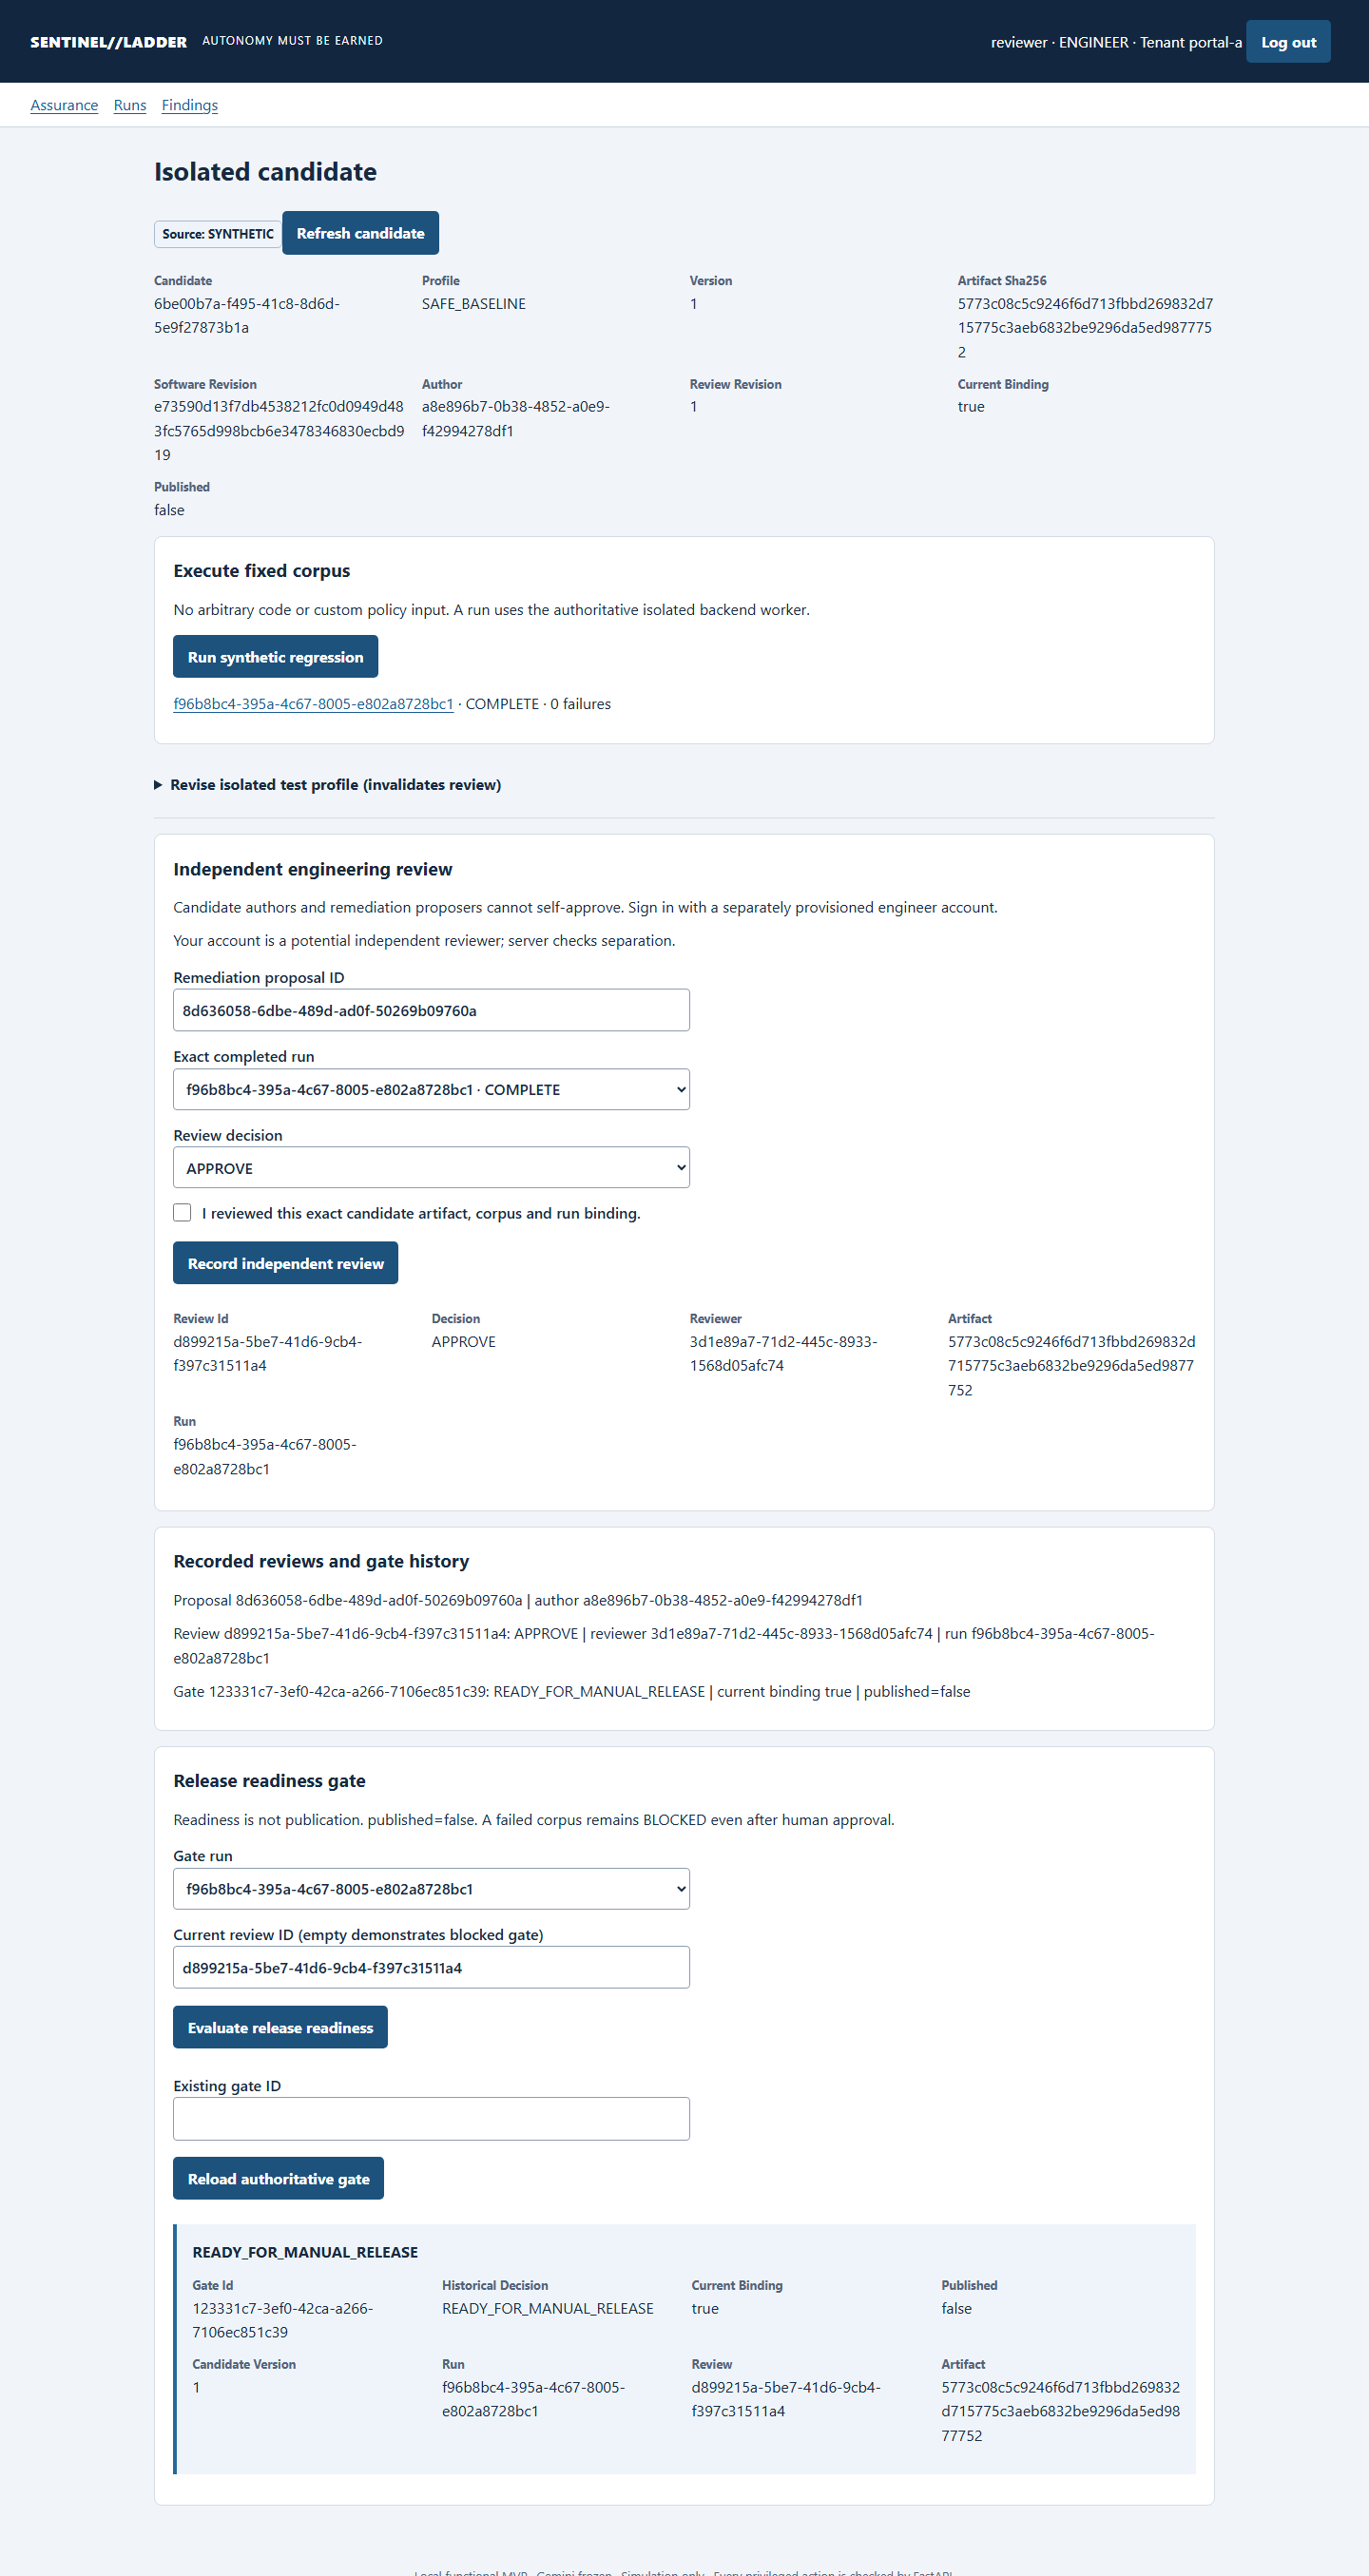 SENTINEL//LADDER AUTONOMY MUST BE EARNED reviewer · ENGINEER · Tenant portal-a Log out
Assurance Runs Findings
Isolated candidate
Source: SYNTHETIC Refresh candidate
Candidate Profile Version Artifact Sha256
6be00b7a-f495-41c8-8d6d- SAFE_BASELINE 1 5773c08c5c9246f6d713fbbd269832d7
5e9f27873b1a 15775c3aeb6832be9296da5ed987775
2
Software Revision Author Review Revision Current Binding
e73590d13f7db4538212fc0d0949d48 a8e896b7-0b38-4852-a0e9- 1 true
3fc5765d998bcb6e3478346830ecbd9 f42994278df1
19
Published
false
Execute fixed corpus
No arbitrary code or custom policy input. A run uses the authoritative isolated backend worker.
Run synthetic regression
f96b8bc4-395a-4c67-8005-e802a8728bc1 · COMPLETE · 0 failures
Revise isolated test profile (invalidates review)
Independent engineering review
Candidate authors and remediation proposers cannot self-approve. Sign in with a separately provisioned engineer account.
Your account is a potential independent reviewer; server checks separation.
Remediation proposal ID
8d636058-6dbe-489d-ad0f-50269b09760a
Exact completed run
f96b8bc4-395a-4c67-8005-e802a8728bc1 · COMPLETE
Review decision
APPROVE
I reviewed this exact candidate artifact, corpus and run binding.
Record independent review
Review Id Decision Reviewer Artifact
d899215a-5be7-41d6-9cb4- APPROVE 3d1e89a7-71d2-445c-8933- 5773c08c5c9246f6d713fbbd269832d
f397c31511a4 1568d05afc74 715775c3aeb6832be9296da5ed9877
752
Run
f96b8bc4-395a-4c67-8005-
e802a8728bc1
Recorded reviews and gate history
Proposal 8d636058-6dbe-489d-ad0f-50269b09760a | author a8e896b7-0b38-4852-a0e9-f42994278df1
Review d899215a-5be7-41d6-9cb4-f397c31511a4: APPROVE | reviewer 3d1e89a7-71d2-445c-8933-1568d05afc74 | run f96b8bc4-395a-4c67-8005-
e802a8728bc1
Gate 123331c7-3ef0-42ca-a266-7106ec851c39: READY_FOR_MANUAL_RELEASE | current binding true | published=false
Release readiness gate
Readiness is not publication. published=false. A failed corpus remains BLOCKED even after human approval.
Gate run
f96b8bc4-395a-4c67-8005-e802a8728bc1
Current review ID (empty demonstrates blocked gate)
d899215a-5be7-41d6-9cb4-f397c31511a4
Evaluate release readiness
Existing gate ID
Reload authoritative gate
READY_FOR_MANUAL_RELEASE
Gate Id Historical Decision Current Binding Published
123331c7-3ef0-42ca-a266- READY_FOR_MANUAL_RELEASE true false
7106ec851c39
Candidate Version Run Review Artifact
1 f96b8bc4-395a-4c67-8005- d899215a-5be7-41d6-9cb4- 5773c08c5c9246f6d713fbbd269832
e802a8728bc1 f397c31511a4 d715775c3aeb6832be9296da5ed98
77752
Local functional MVP · Gemini frozen · Simulation only · Every privileged action is checked by FastAPI